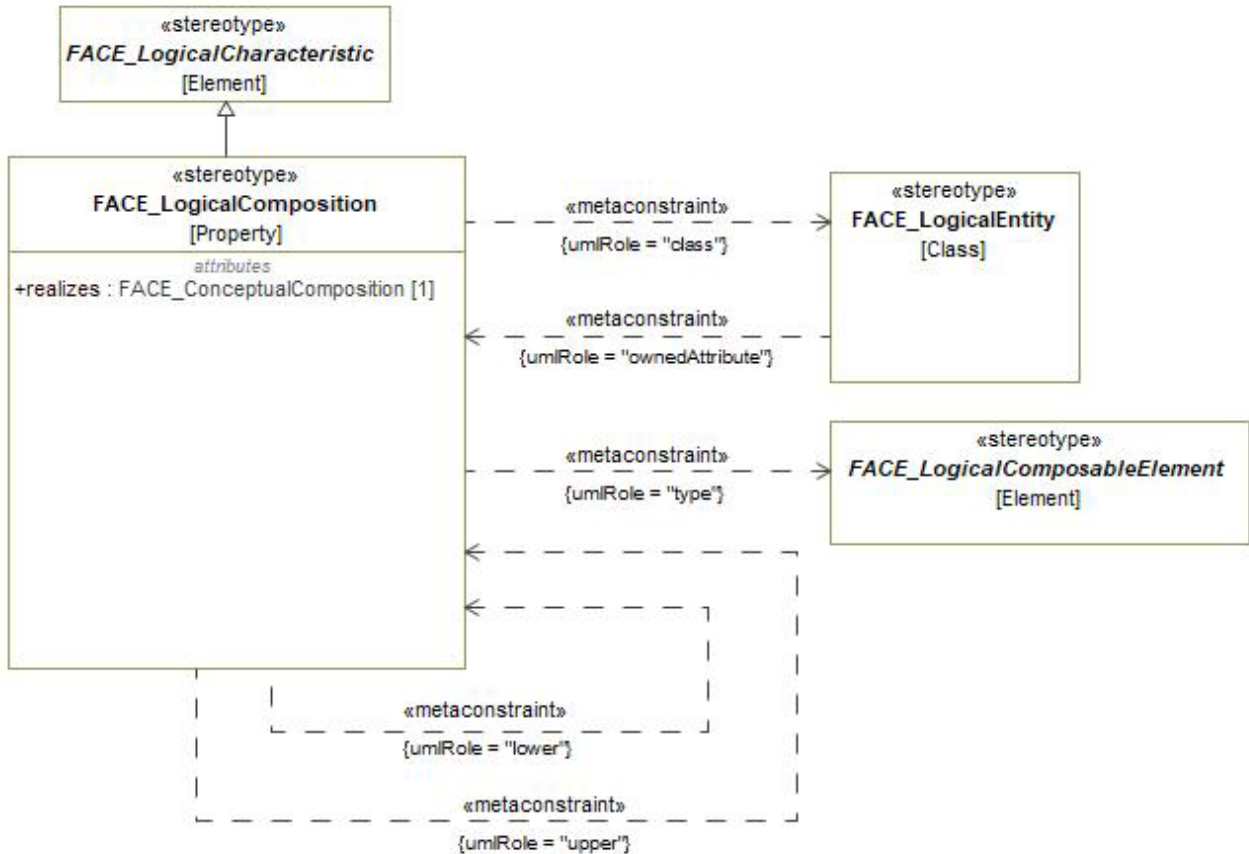 «stereotype»
FACE_LogicalCharacteristic
[Element]
«stereotype»
FACE_LogicalComposition
[Property]
attributes
+realizes : FACE_ConceptualComposition [1]
«metaconstraint»
{umlRole = "class"}
«stereotype»
FACE_LogicalEntity
[Class]
«metaconstraint»
{umlRole = "ownedAttribute"}
«metaconstraint»
{umlRole = "type"}
«stereotype»
FACE_LogicalComposableElement
[Element]
«metaconstraint»
{umlRole = "lower"}
«metaconstraint»
{umlRole = "upper"}